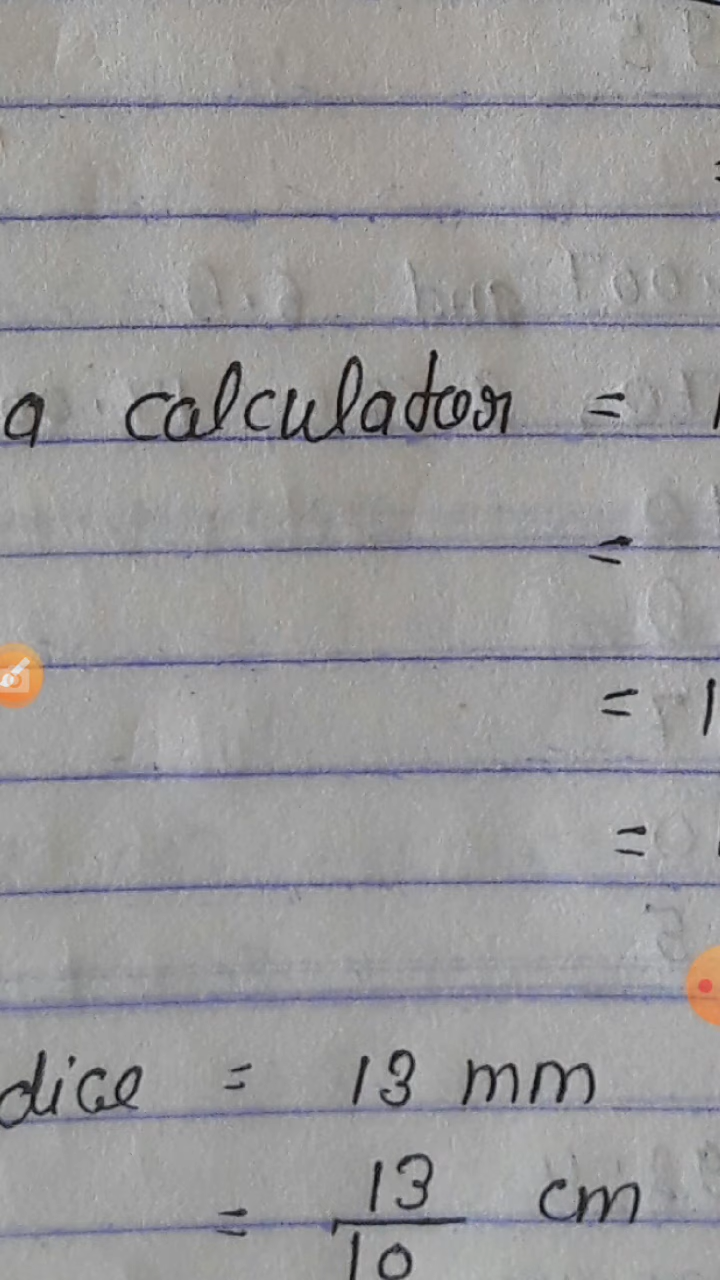 a calculator =
=
= 1
=
dice = 13 mm
= 13/10 cm